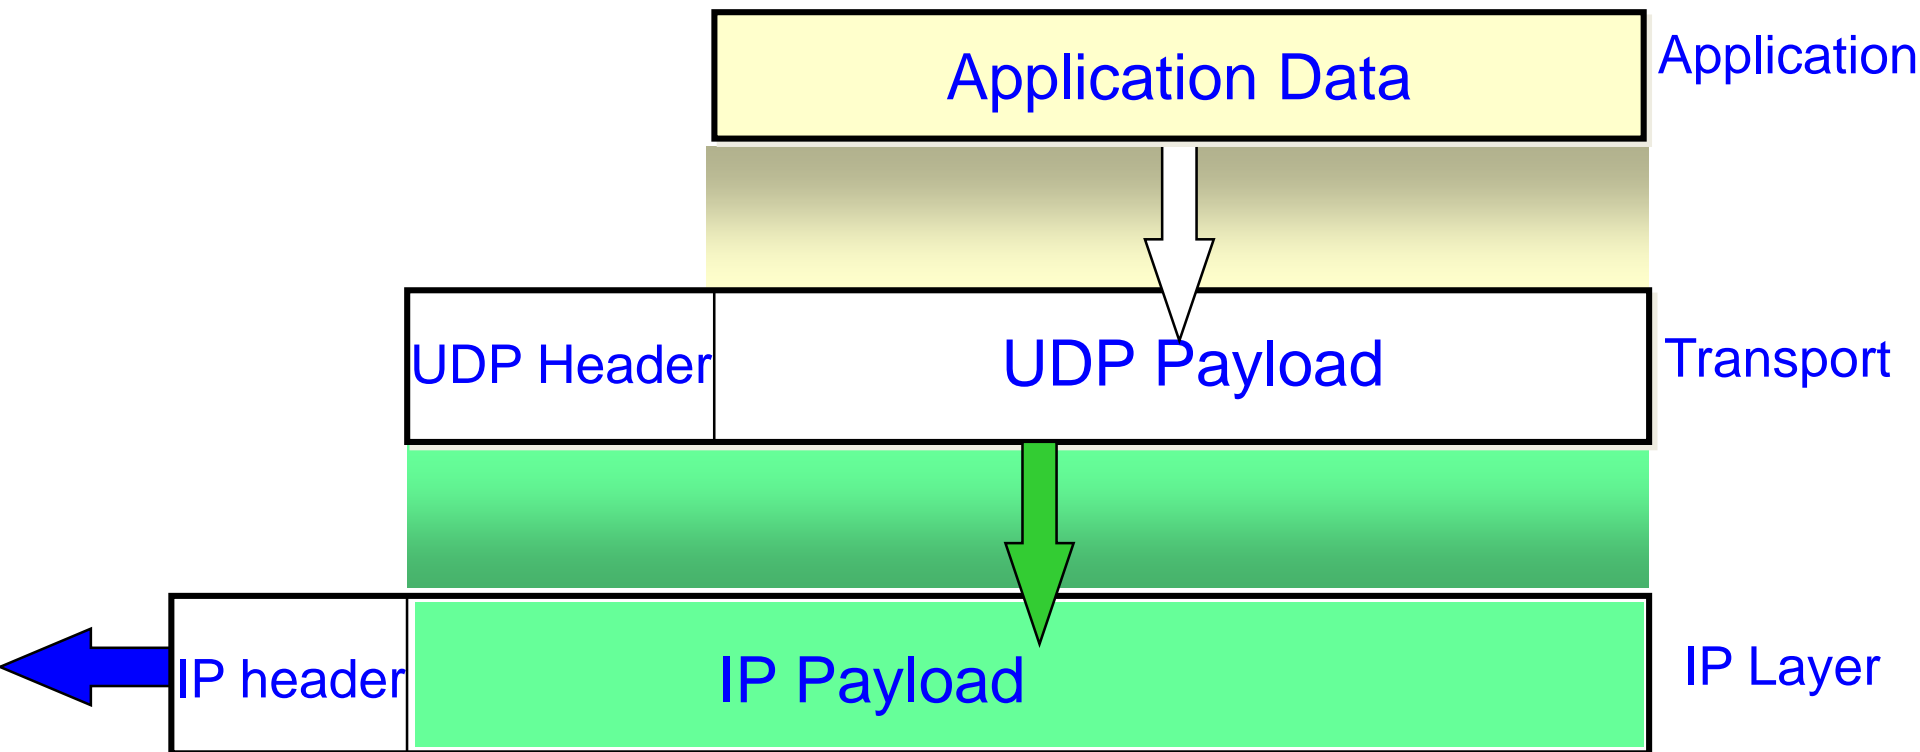 Application Data
Application
UDP Header
UDP Payload
Transport
IP header
IP Payload
IP Layer